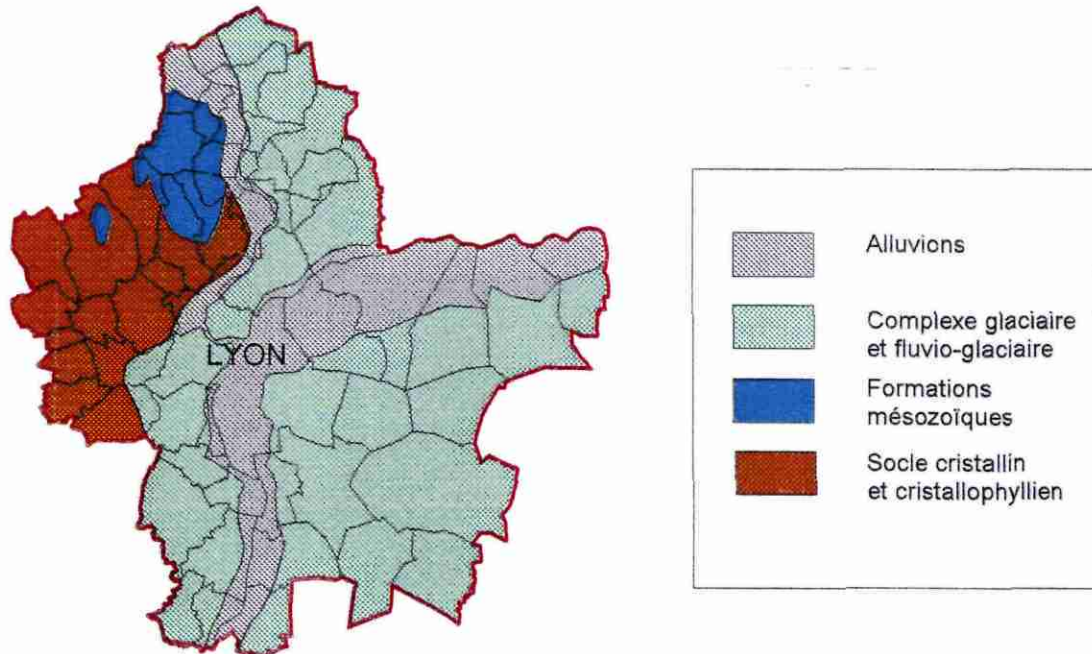 LYON
Alluvions
Complexe glaciaire
et fluvio-glaciaire
Formations
mésozoïques
Socle cristallin
et cristallophyllien